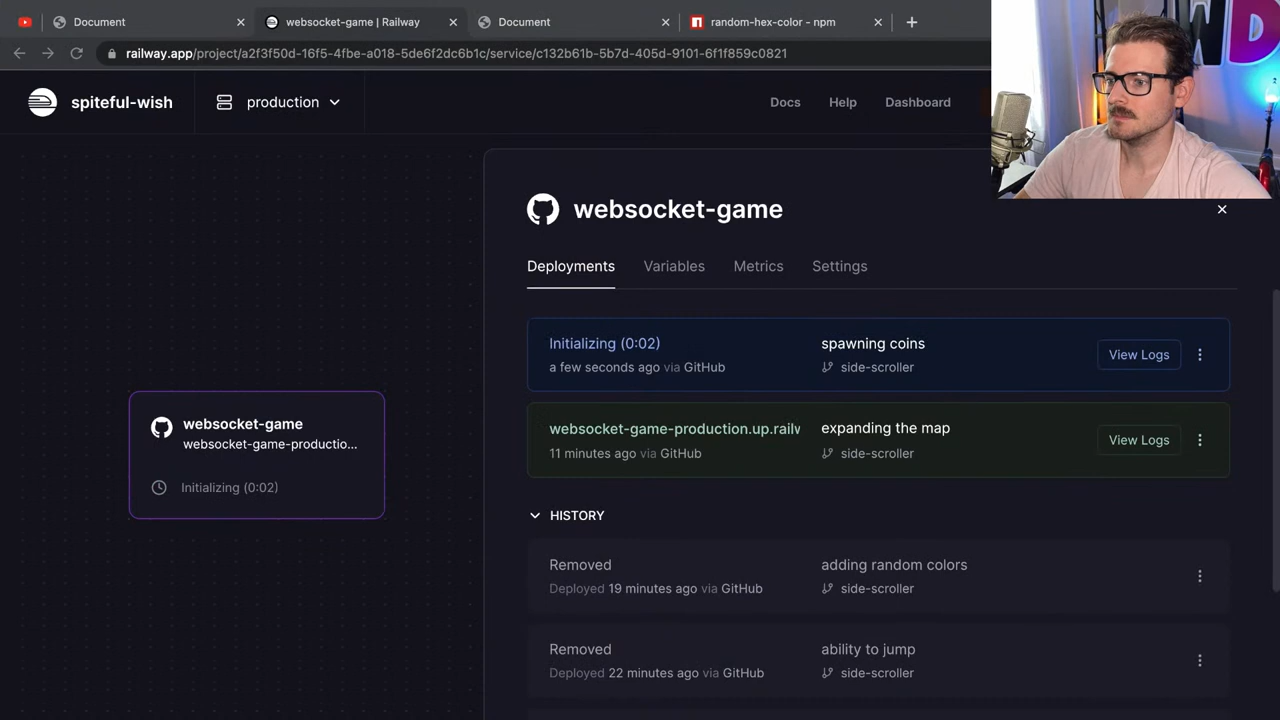 Document
websocket-game | Railway
Document
random-hex-color - npm
railway.app/project/a2f3f50d-16f5-4fbe-a018-5de6f2dc6b1c/service/c132b61b-5b7d-405d-9101-6f1f859c0821
spiteful-wish
production
Docs
Help
Dashboard
websocket-game
Deployments
Variables
Metrics
Settings
Initializing (0:02)
spawning coins
a few seconds ago via GitHub
side-scroller
View Logs
websocket-game-production.up.railw
expanding the map
11 minutes ago via GitHub
side-scroller
View Logs
websocket-game
websocket-game-productio...
Initializing (0:02)
HISTORY
Removed
adding random colors
Deployed 19 minutes ago via GitHub
side-scroller
Removed
ability to jump
Deployed 22 minutes ago via GitHub
side-scroller